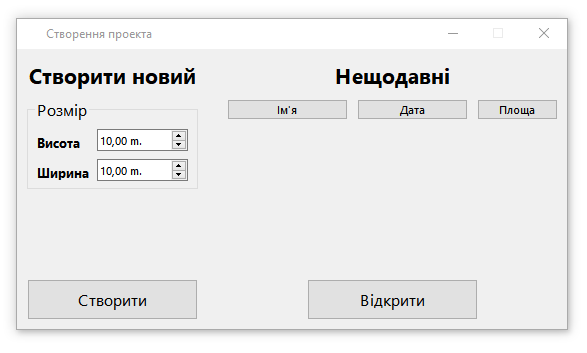 Створення проекта
Створити новий
Розмір
Висота 10,00 m.
Ширина 10,00 m.
Створити
Нещодавні
Ім'я Дата Площа
Відкрити